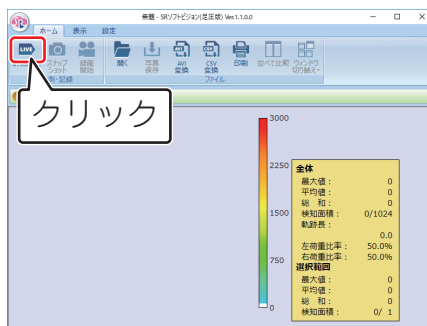 無題 - SRソフトビジョン(足圧版) Ver.1.1.0.0
ホーム 表示 設定
LIVE
スナップ
ショット
録画
開始
開く
写真
保存
AVI
変換
CSV
変換
印刷
並べて比較
ウィンドウ
切り替え
・記録
ファイル
クリック
3000
2250
1500
750
0
全体
最大値： 0
平均値： 0
総 和： 0
検知面積： 0/1024
軌跡長：
0.0
左荷重比率： 50.0%
右荷重比率： 50.0%
選択範囲
最大値： 0
平均値： 0
総 和： 0
検知面積： 0/ 1